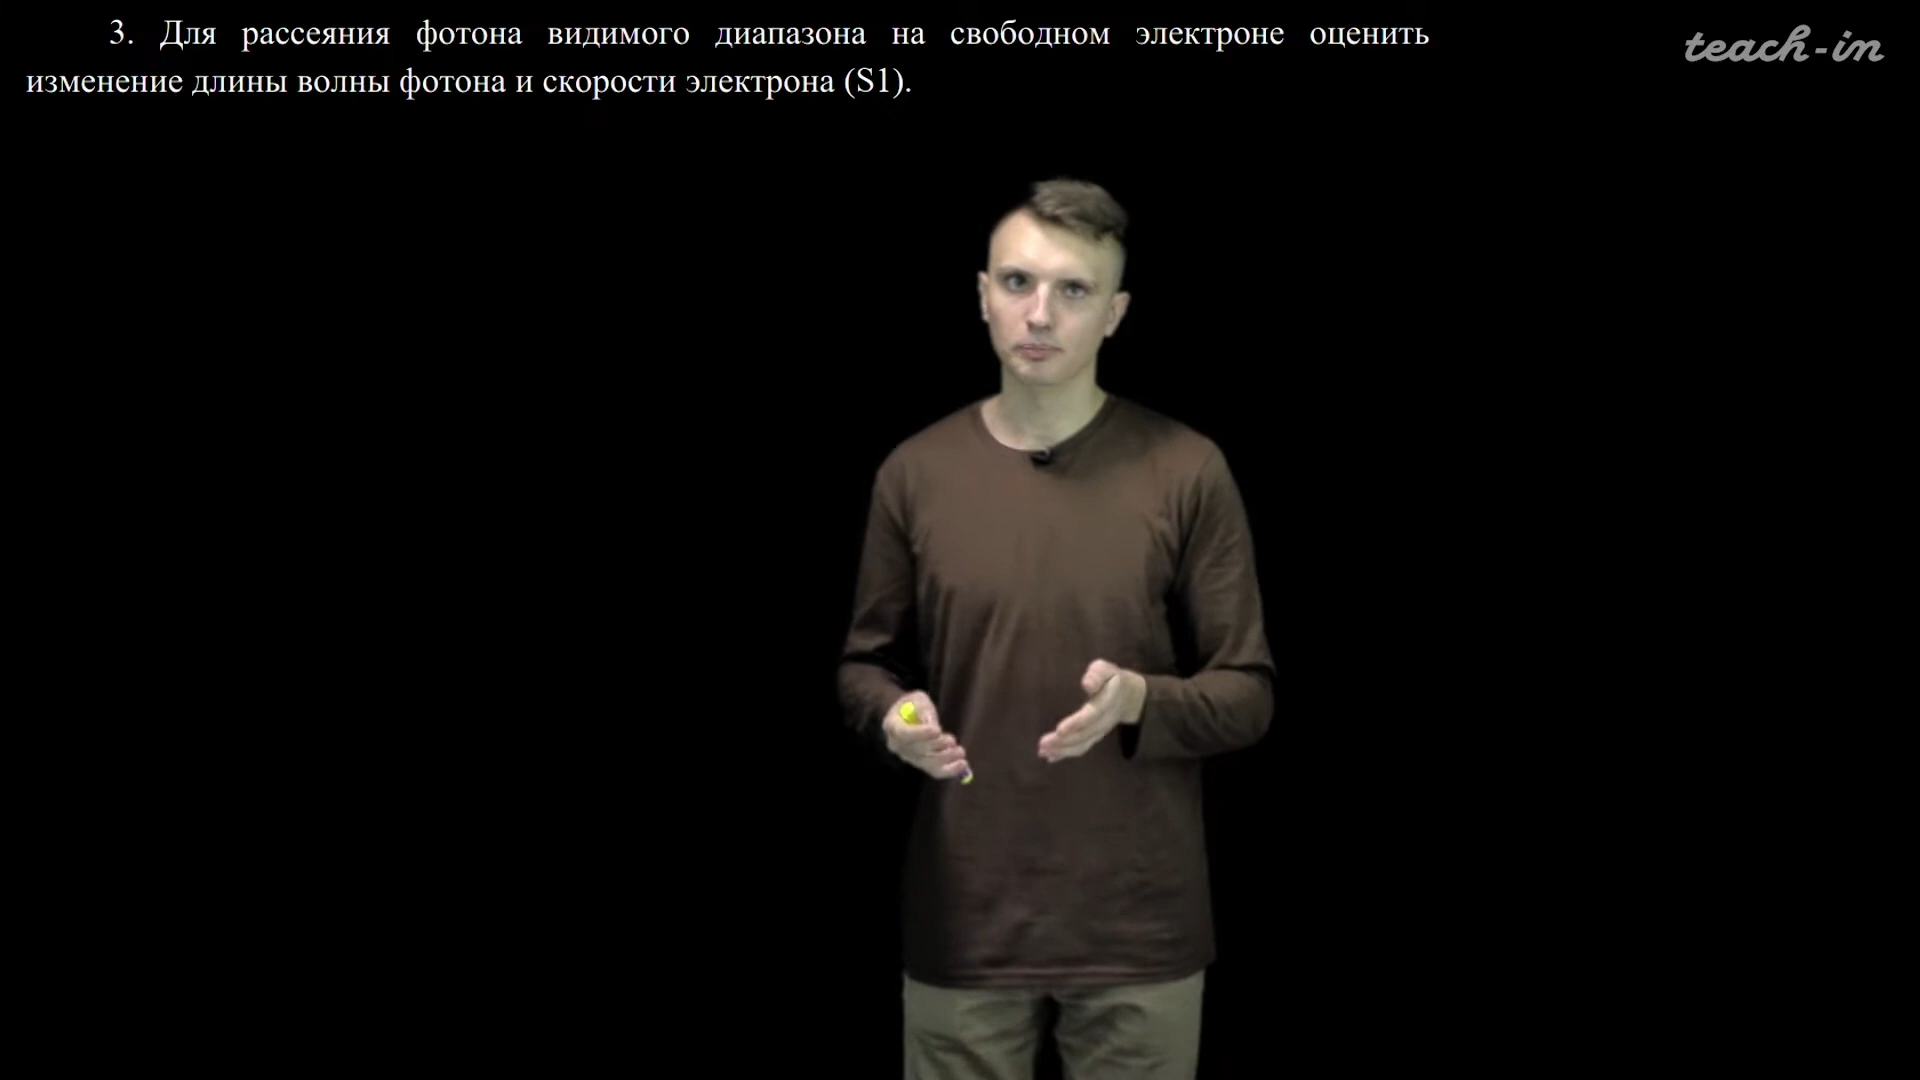 3. Для рассеяния фотона видимого диапазона на свободном электроне оценить
изменение длины волны фотона и скорости электрона (S1).
teach-in